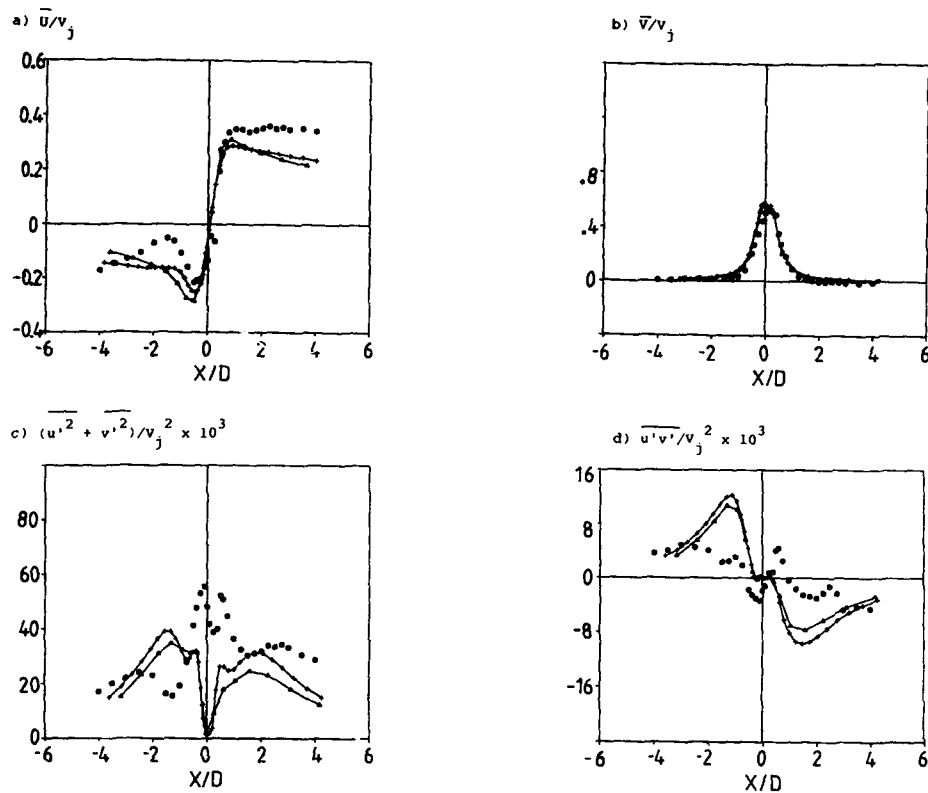 a) U̅/Vⱼ
0.6
0.4
0.2
0
-0.2
-0.4
-6 -4 -2 0 2 4 6
X/D
b) V̅/Vⱼ
.8
.4
0
-6 -4 -2 0 2 4 6
X/D
c) (u'² + v'²)/Vⱼ² x 10³
80
60
40
20
0
-6 -4 -2 0 2 4 6
X/D
d) u'v'/Vⱼ² x 10³
16
8
0
-8
-16
-6 -4 -2 0 2 4 6
X/D